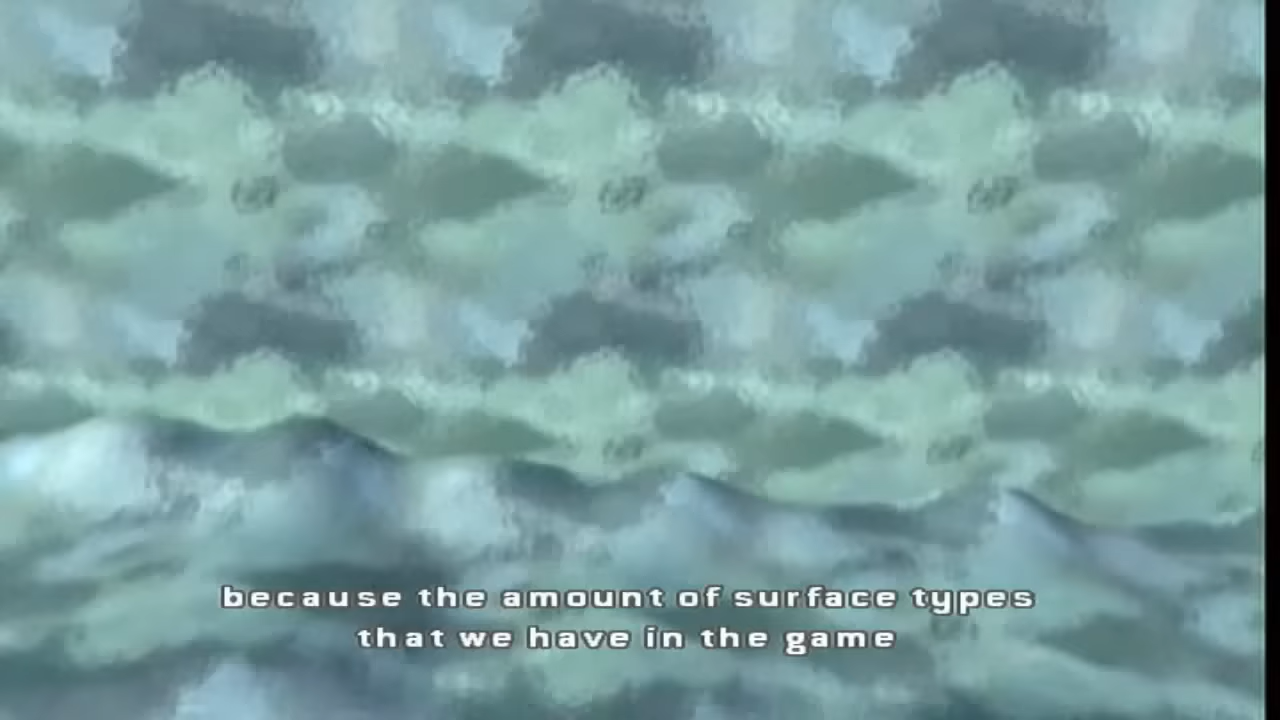 because the amount of surface types
that we have in the game